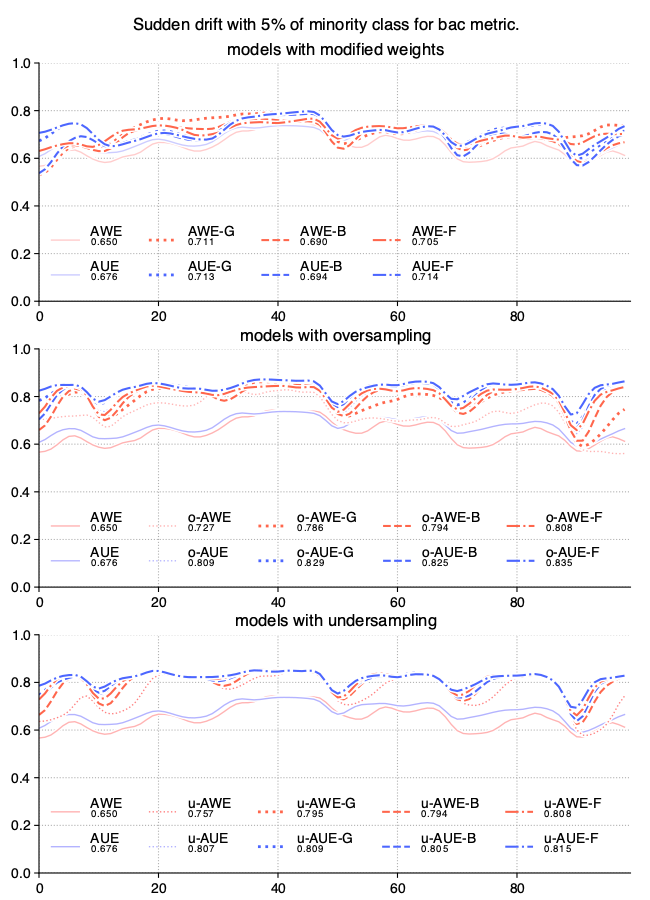 Sudden drift with 5% of minority class for bac metric.
models with modified weights
1.0
0.8
0.6
0.4
AWE AWE-G AWE-B AWE-F
0.650 0.711 0.690 0.705
0.2
AUE AUE-G AUE-B AUE-F
0.676 0.713 0.694 0.714
0.0
0 20 40 60 80
models with oversampling
1.0
0.8
0.6
0.4
AWE o-AWE o-AWE-G o-AWE-B o-AWE-F
0.650 0.727 0.786 0.794 0.808
0.2
AUE o-AUE o-AUE-G o-AUE-B o-AUE-F
0.676 0.809 0.829 0.825 0.835
0.0
0 20 40 60 80
models with undersampling
1.0
0.8
0.6
0.4
AWE u-AWE u-AWE-G u-AWE-B u-AWE-F
0.650 0.757 0.795 0.794 0.808
0.2
AUE u-AUE u-AUE-G u-AUE-B u-AUE-F
0.676 0.807 0.809 0.805 0.815
0.0
0 20 40 60 80